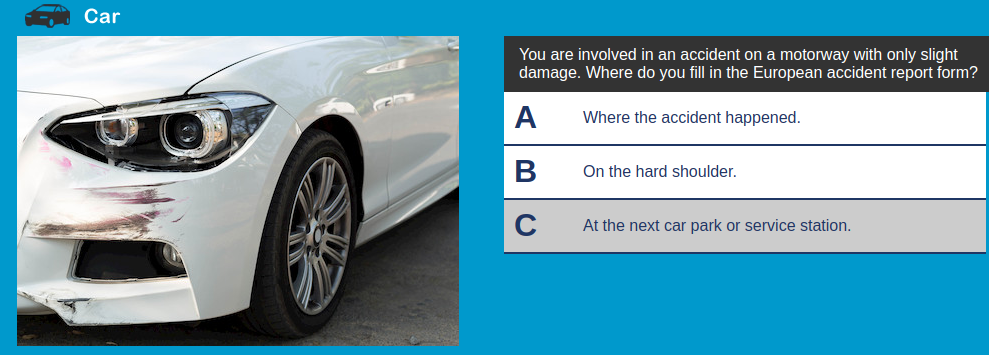 Car
You are involved in an accident on a motorway with only slight
damage. Where do you fill in the European accident report form?
A Where the accident happened.
B On the hard shoulder.
C At the next car park or service station.